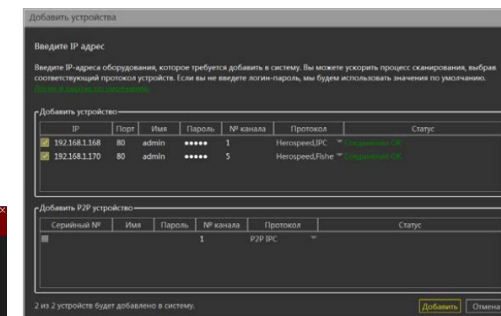 Добавить устройства
Введите IP адрес
Введите IP-адреса оборудования, которое требуется добавить в систему. Вы можете ускорить процесс сканирования, выбрав
соответствующий протокол устройств. Если вы не введете логин-пароль, мы будем использовать значения по умолчанию.
Добавить устройство
IP Порт Имя Пароль № канала Протокол Статус
192.168.1.168 80 admin ●●●●● 1 Herospeed,IPC Соединение OK
192.168.1.170 80 admin ●●●●● 5 Herospeed,Fishe Соединение OK
Добавить P2P устройство
Серийный № Имя Пароль № канала Протокол Статус
1 P2P IPC
2 из 2 устройств будет добавлено в систему.
Добавить Отмена